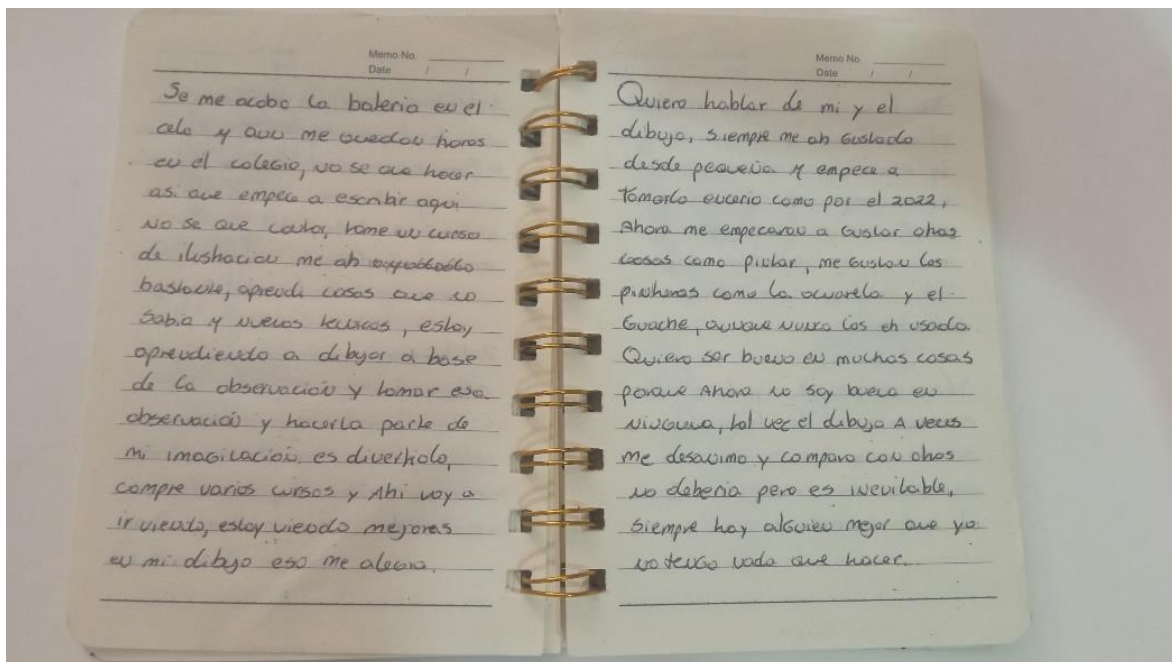 Memo No.
Date / /
Se me acabo la bateria en el
celu y aun me quedan horas
en el colegio, no se que hacer
asi que empece a escribir aqui
No se que contar, tome un curso
de ilustracion me ah
bastante, aprendi cosas que no
sabia y nuevas tecnicas, estoy
aprendiendo a dibujar a base
de la observación y tomar esa
observación y hacerla parte de
mi imaginación, es divertido,
compre varios cursos y Ahi voy a
ir viendo, estoy viendo mejoras
en mi dibujo eso me alegra.
Memo No.
Date / /
Quiero hablar de mi y el
dibujo, siempre me ah Gustado
desde pequeña y empece a
Tomarlo enserio como por el 2022,
Ahora me empezaron a Gustar otras
cosas como pintar, me Gustan las
pinturas como la acuarela y el
Guache, aunque nunca las eh usado.
Quiero ser bueno en muchas cosas
porque Ahora no soy buena en
ninguna, tal vez el dibujo A veces
me desanimo y comparo con otros
no deberia pero es inevitable,
siempre hay alGuien mejor que yo
no tengo nada que hacer.